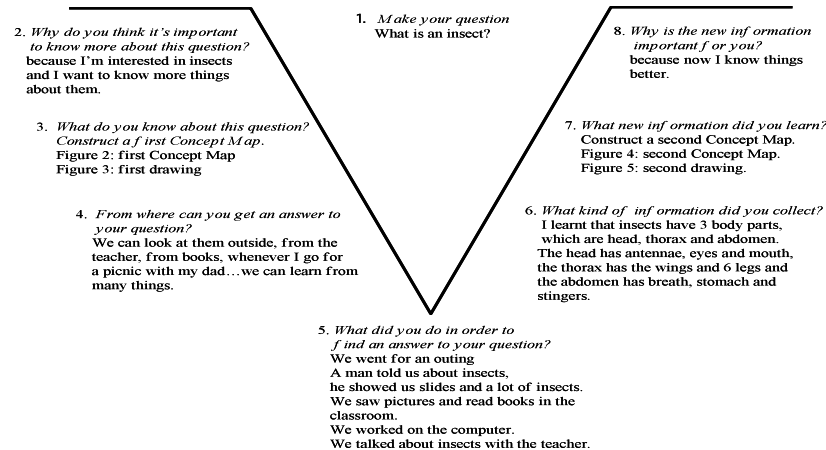 1. Make your question
What is an insect?
2. Why do you think it's important
to know more about this question?
because I'm interested in insects
and I want to know more things
about them.
3. What do you know about this question?
Construct a first Concept Map.
Figure 2: first Concept Map
Figure 3: first drawing
4. From where can you get an answer to
your question?
We can look at them outside, from the
teacher, from books, whenever I go for
a picnic with my dad…we can learn from
many things.
5. What did you do in order to
find an answer to your question?
We went for an outing
A man told us about insects,
he showed us slides and a lot of insects.
We saw pictures and read books in the
classroom.
We worked on the computer.
We talked about insects with the teacher.
6. What kind of information did you collect?
I learnt that insects have 3 body parts,
which are head, thorax and abdomen.
The head has antennae, eyes and mouth,
the thorax has the wings and 6 legs and
the abdomen has breath, stomach and
stingers.
7. What new information did you learn?
Construct a second Concept Map.
Figure 4: second Concept Map.
Figure 5: second drawing.
8. Why is the new information
important for you?
because now I know things
better.